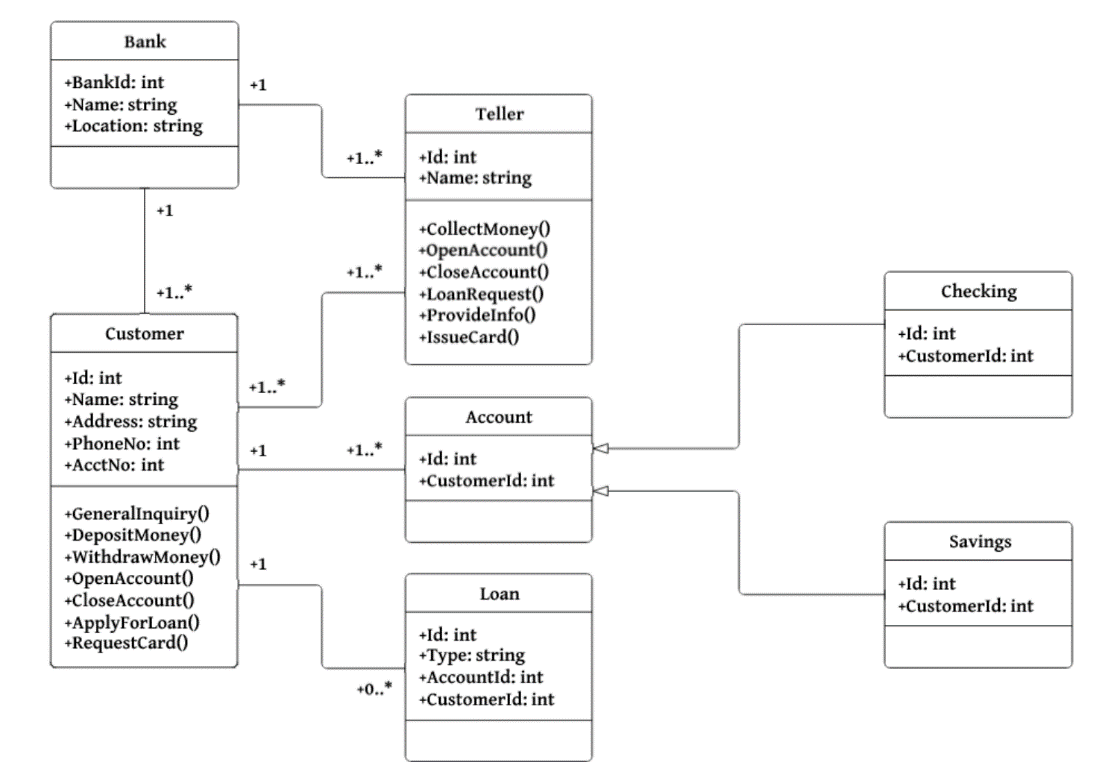 Bank
+BankId: int
+Name: string
+Location: string
+1
+1..*
+1
+1..*
Teller
+Id: int
+Name: string
+CollectMoney()
+OpenAccount()
+CloseAccount()
+LoanRequest()
+ProvideInfo()
+IssueCard()
+1..*
+1..*
Customer
+Id: int
+Name: string
+Address: string
+PhoneNo: int
+AcctNo: int
+GeneralInquiry()
+DepositMoney()
+WithdrawMoney()
+OpenAccount()
+CloseAccount()
+ApplyForLoan()
+RequestCard()
+1
+1..*
Account
+Id: int
+CustomerId: int
+1
+0..*
Loan
+Id: int
+Type: string
+AccountId: int
+CustomerId: int
Checking
+Id: int
+CustomerId: int
Savings
+Id: int
+CustomerId: int